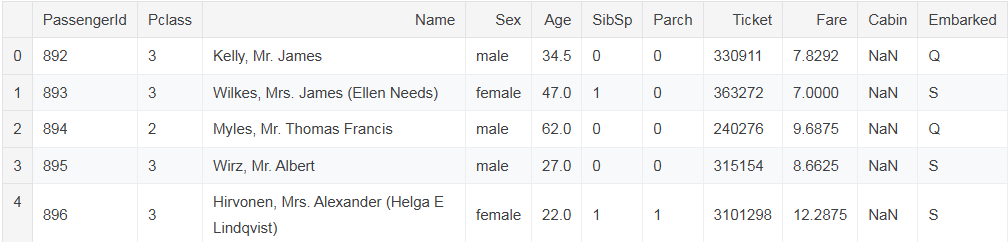 PassengerId Pclass Name Sex Age SibSp Parch Ticket Fare Cabin Embarked
0 892 3 Kelly, Mr. James male 34.5 0 0 330911 7.8292 NaN Q
1 893 3 Wilkes, Mrs. James (Ellen Needs) female 47.0 1 0 363272 7.0000 NaN S
2 894 2 Myles, Mr. Thomas Francis male 62.0 0 0 240276 9.6875 NaN Q
3 895 3 Wirz, Mr. Albert male 27.0 0 0 315154 8.6625 NaN S
4 896 3 Hirvonen, Mrs. Alexander (Helga E female 22.0 1 1 3101298 12.2875 NaN S
Lindqvist)